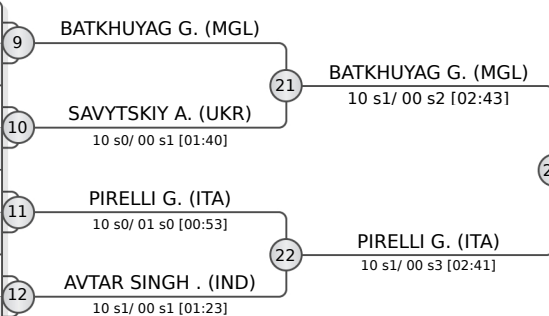 BATKHUYAG G. (MGL)
9
21
BATKHUYAG G. (MGL)
10 s1/ 00 s2 [02:43]
SAVYTSKIY A. (UKR)
10
10 s0/ 00 s1 [01:40]
PIRELLI G. (ITA)
11
10 s0/ 01 s0 [00:53]
22
PIRELLI G. (ITA)
10 s1/ 00 s3 [02:41]
AVTAR SINGH . (IND)
12
10 s1/ 00 s1 [01:23]